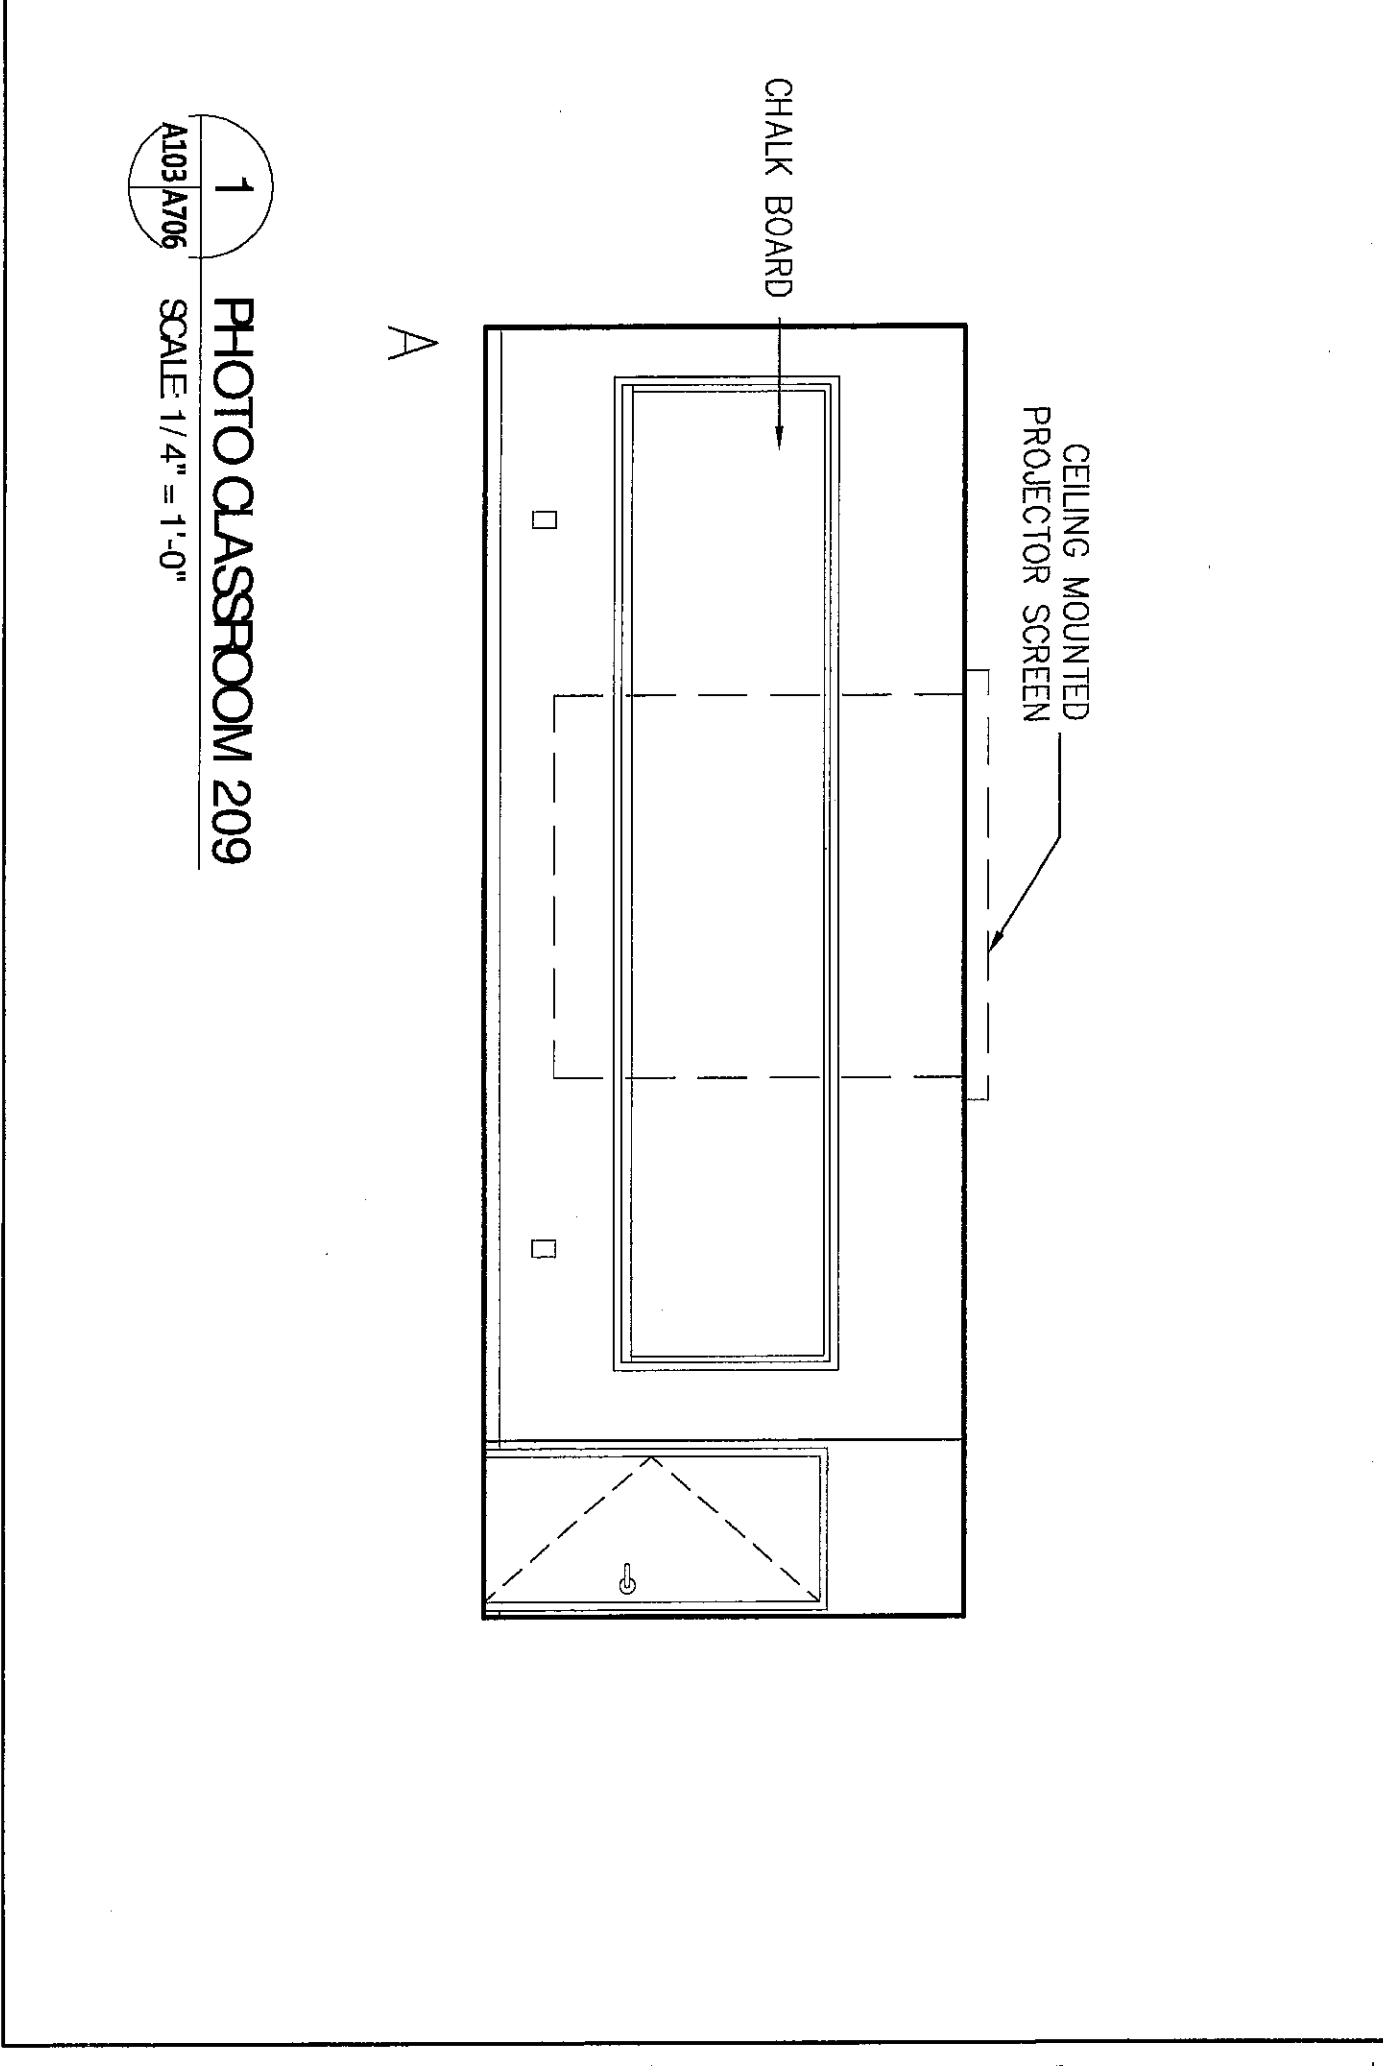 CEILING MOUNTED
PROJECTOR SCREEN
CHALK BOARD
A
1
PHOTO CLASSROOM 209
A103 A706
SCALE: 1/4" = 1'-0"